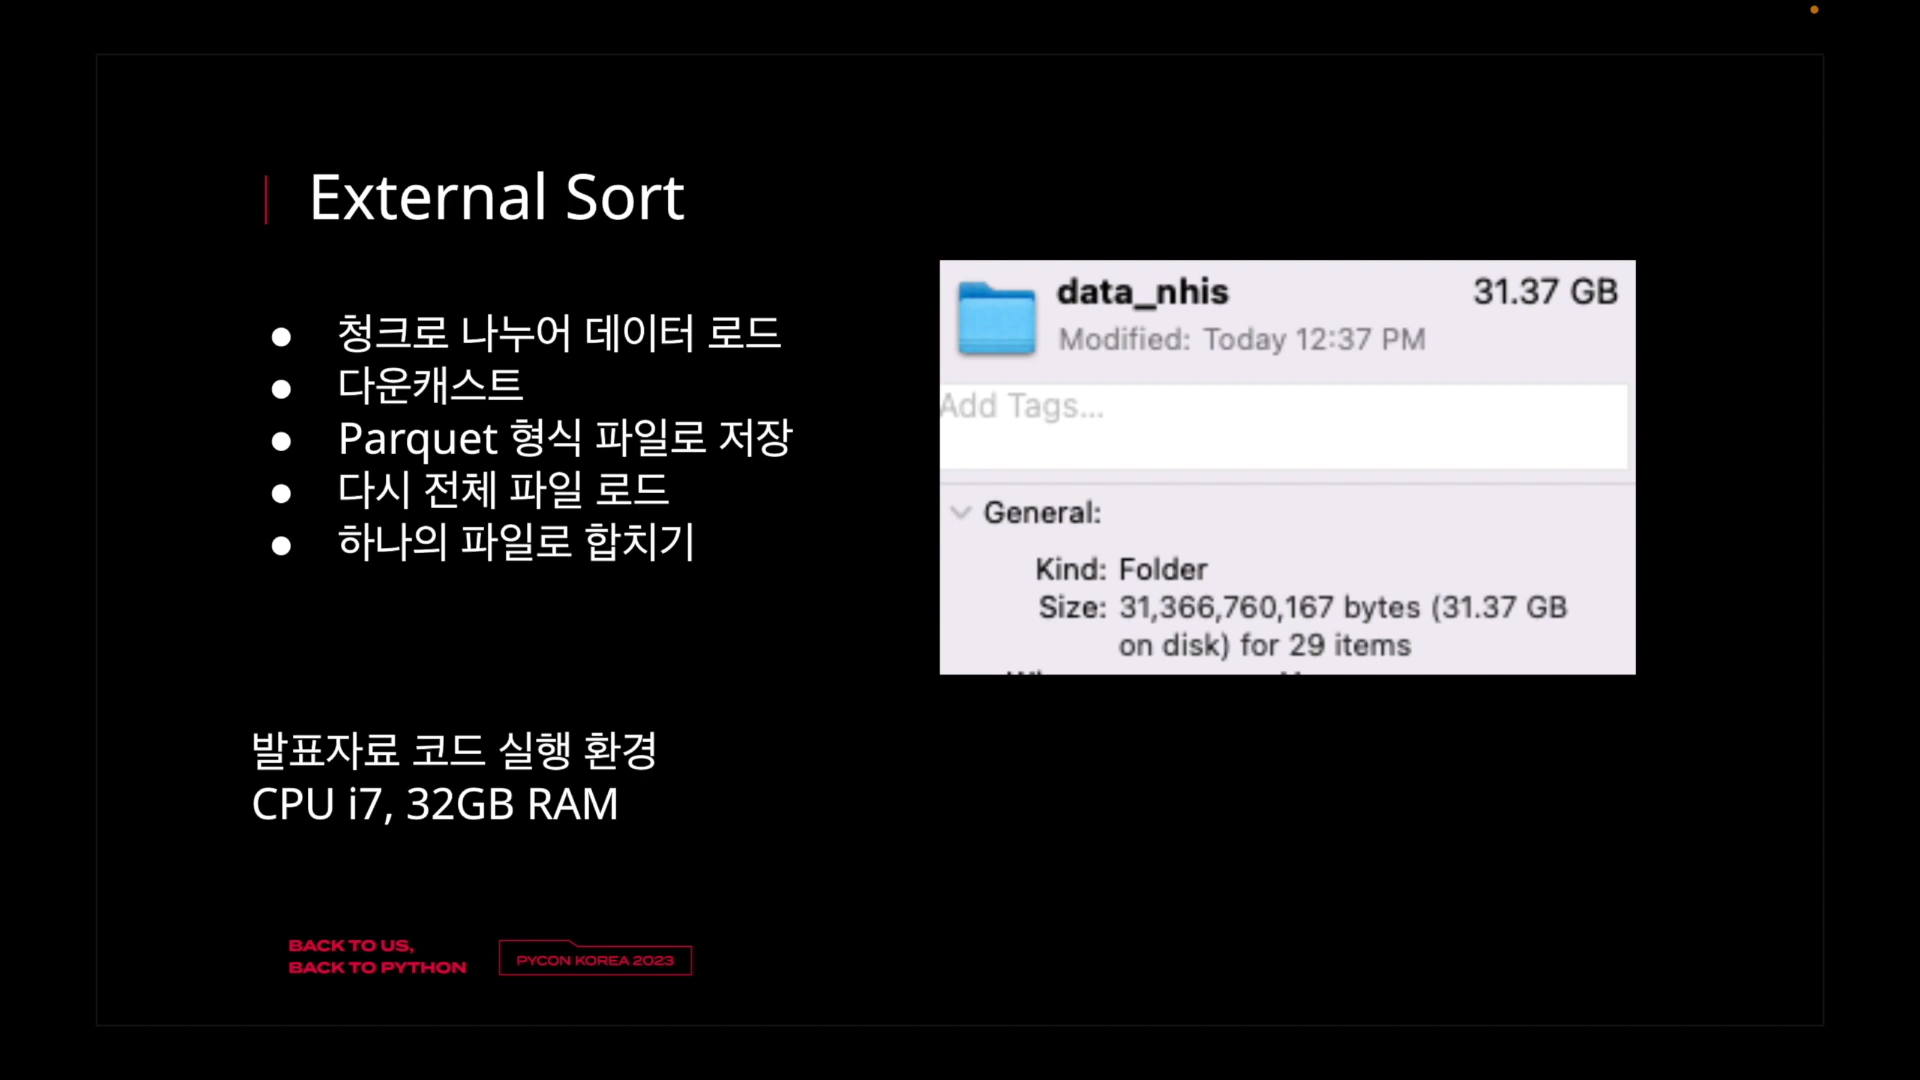 External Sort
● 청크로 나누어 데이터 로드
● 다운캐스트
● Parquet 형식 파일로 저장
● 다시 전체 파일 로드
● 하나의 파일로 합치기
발표자료 코드 실행 환경
CPU i7, 32GB RAM
data_nhis 31.37 GB
Modified: Today 12:37 PM
Add Tags...
General:
Kind: Folder
Size: 31,366,760,167 bytes (31.37 GB
on disk) for 29 items
BACK TO US,
BACK TO PYTHON
PYCON KOREA 2023